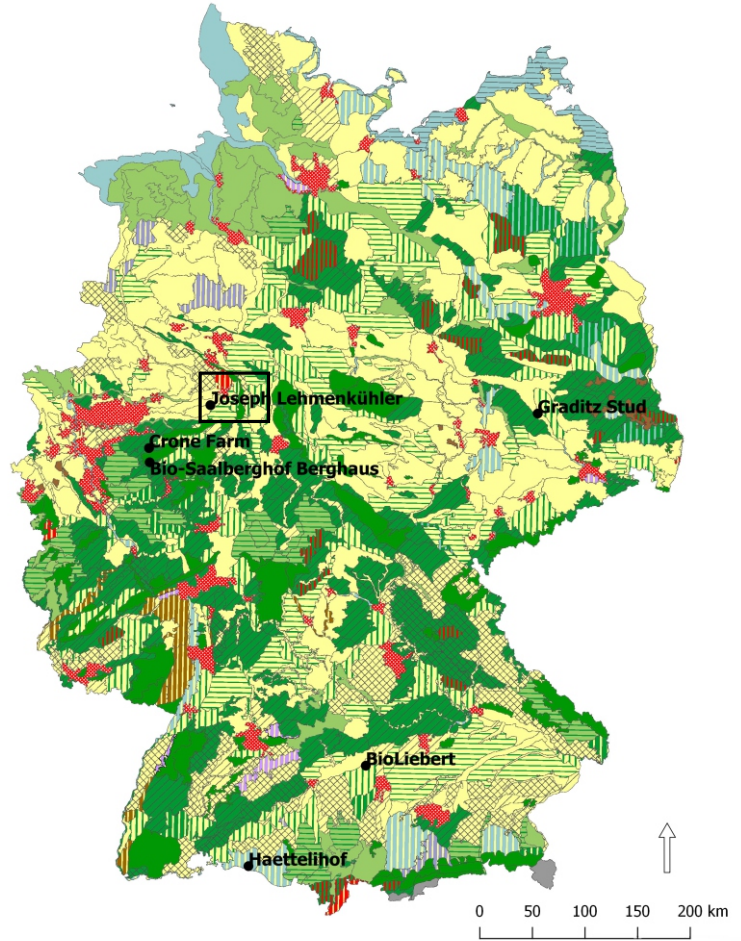 Joseph Lehmenkühler
Graditz Stud
Crone Farm
Bio-Saalberghof Berghaus
BioLiebert
Haettelihof
0 50 100 150 200 km